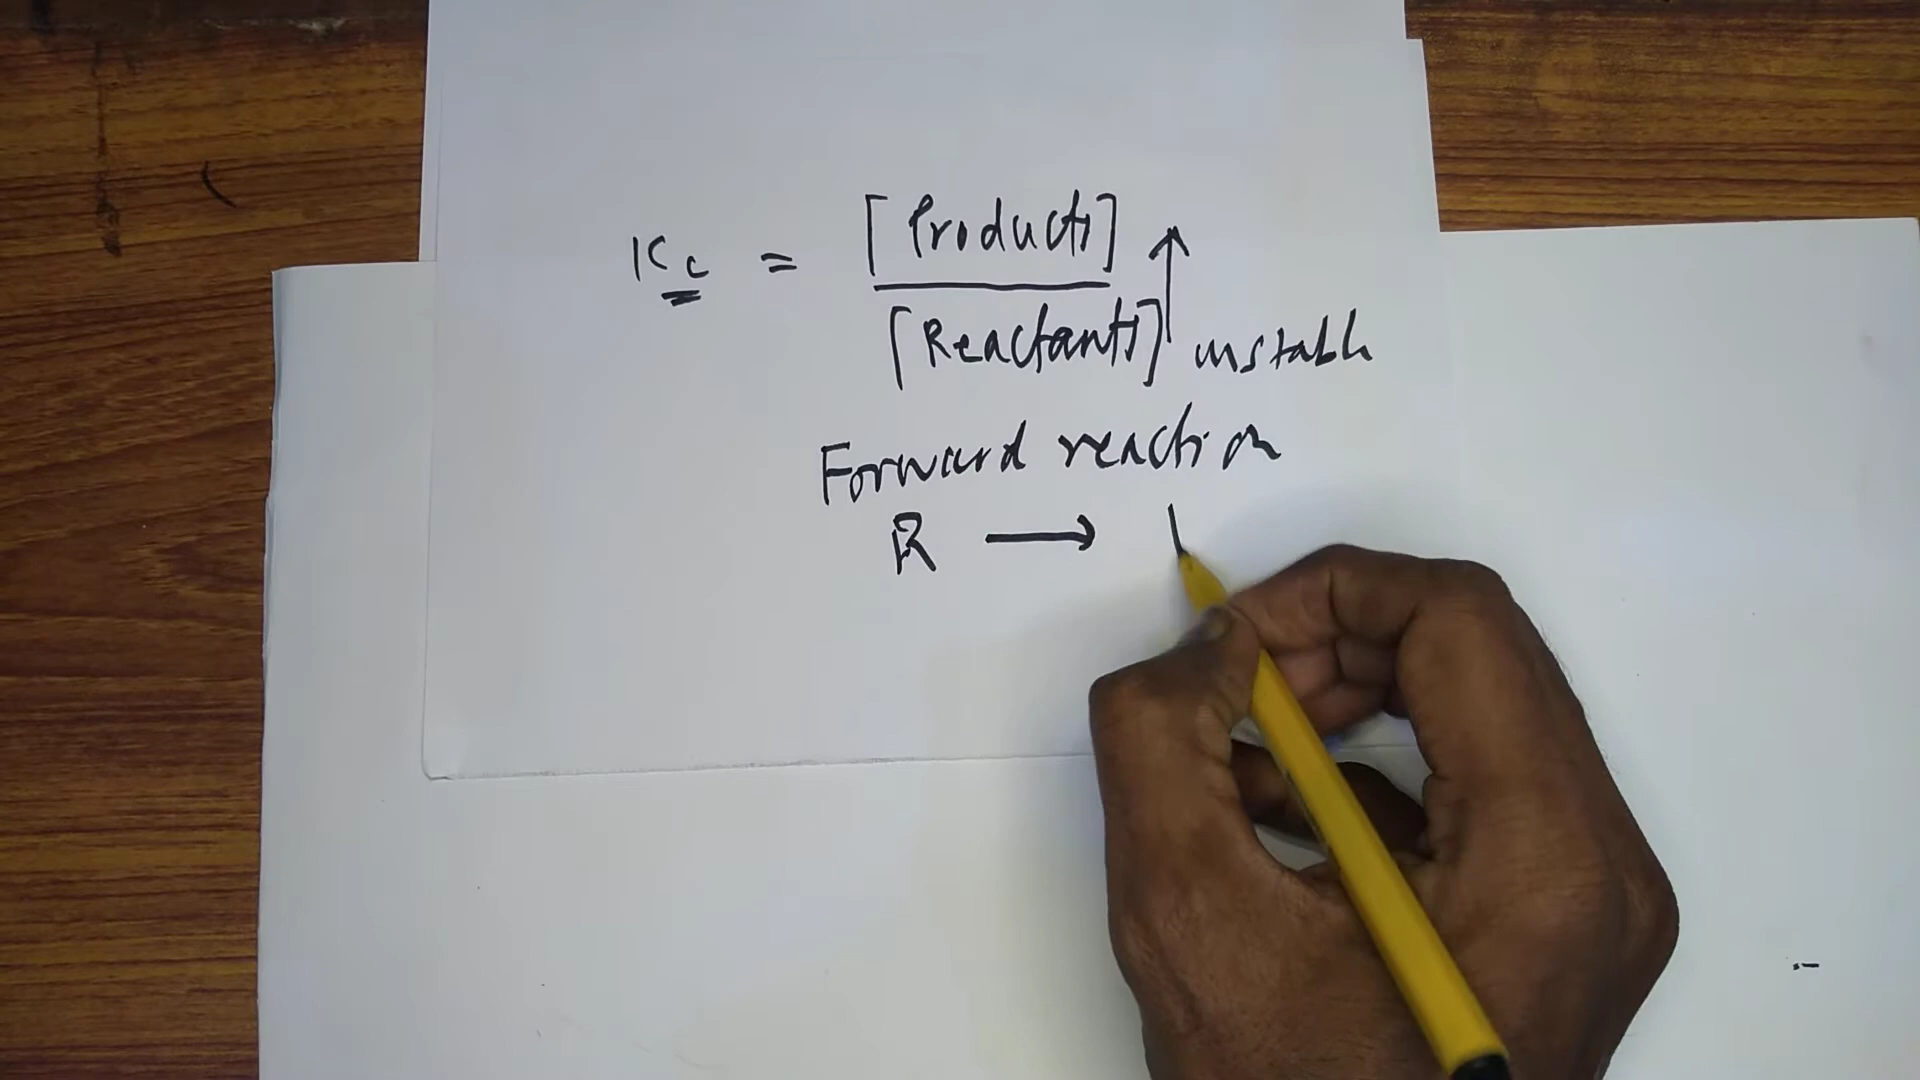 Kc = [Products] / [Reactants] ↑ unstable
Forward reaction
R →